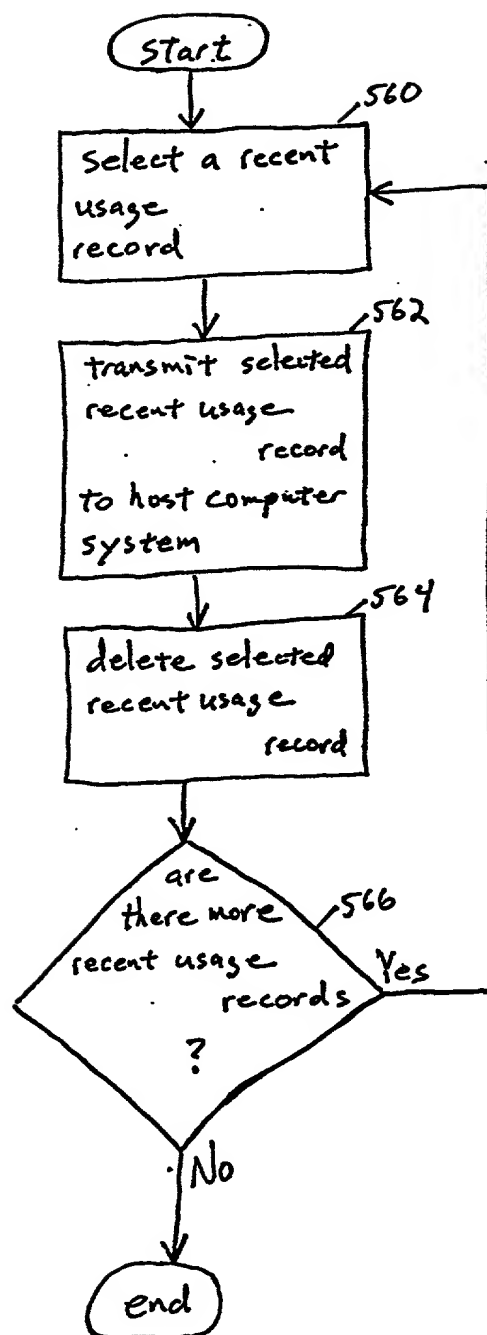 start
560
select a recent
usage
record
562
transmit selected
recent usage
record
to host computer
system
564
delete selected
recent usage
record
566
are
there more
recent usage
records
?
Yes
No
end